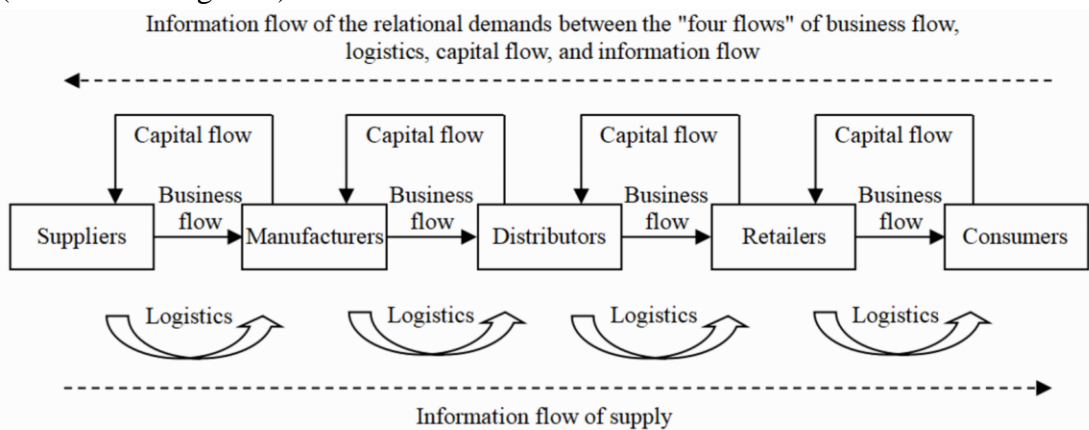 Information flow of the relational demands between the "four flows" of business flow,
logistics, capital flow, and information flow
Capital flow Capital flow Capital flow Capital flow
Business Business Business Business
flow flow flow flow
Suppliers Manufacturers Distributors Retailers Consumers
Logistics Logistics Logistics Logistics
Information flow of supply